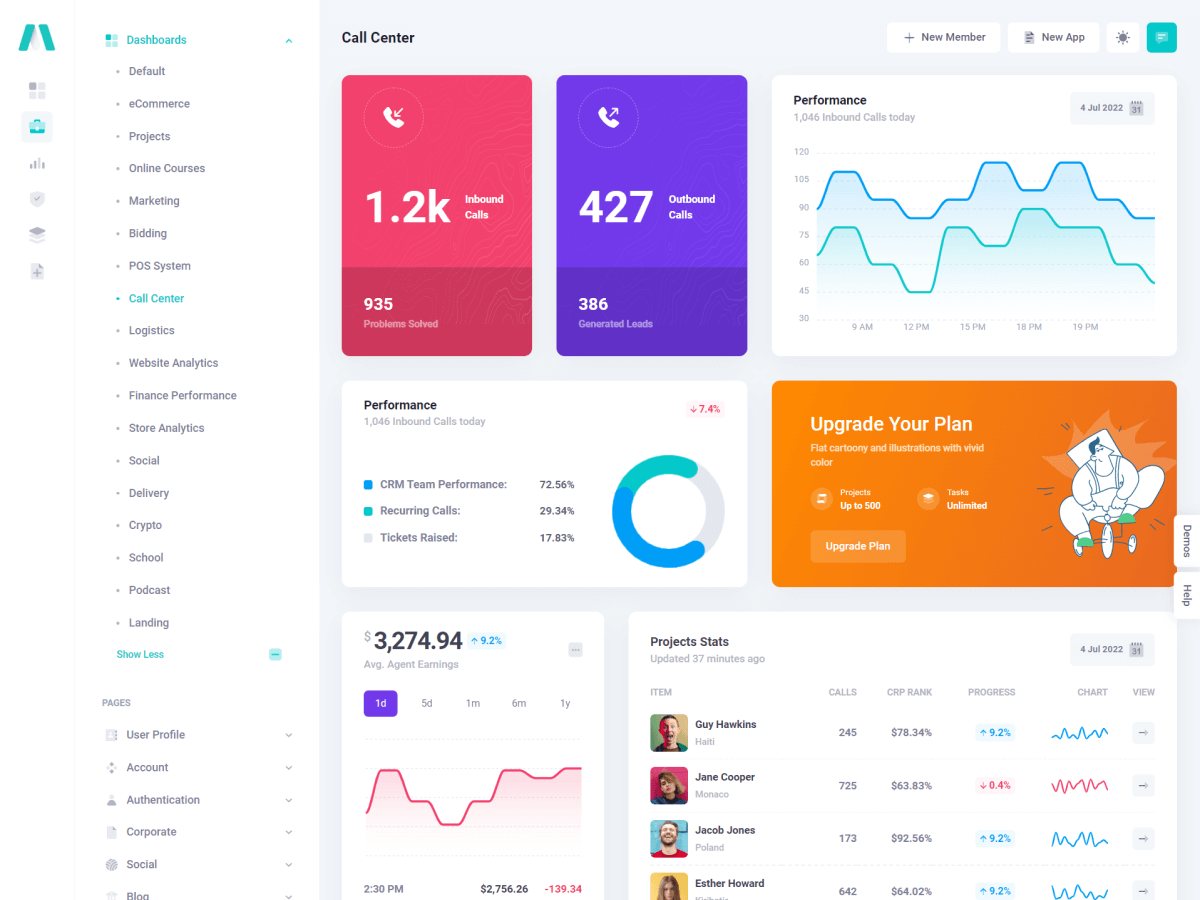 Dashboards
Default
eCommerce
Projects
Online Courses
Marketing
Bidding
POS System
Call Center
Logistics
Website Analytics
Finance Performance
Store Analytics
Social
Delivery
Crypto
School
Podcast
Landing
Show Less
PAGES
User Profile
Account
Authentication
Corporate
Social
Blog
Call Center
New Member
New App
1.2k Inbound Calls
935
Problems Solved
427 Outbound Calls
386
Generated Leads
Performance
1,046 Inbound Calls today
4 Jul 2022
31
120
105
90
75
60
45
30
9 AM 12 PM 15 PM 18 PM 19 PM
Performance
1,046 Inbound Calls today
7.4%
CRM Team Performance: 72.56%
Recurring Calls: 29.34%
Tickets Raised: 17.83%
Upgrade Your Plan
Flat cartoony and illustrations with vivid
color
Projects
Up to 500
Tasks
Unlimited
Upgrade Plan
Demos
Help
$ 3,274.94 9.2%
Avg. Agent Earnings
1d 5d 1m 6m 1y
2:30 PM $2,756.26 -139.34
Projects Stats
Updated 37 minutes ago
4 Jul 2022
31
ITEM CALLS CRP RANK PROGRESS CHART VIEW
Guy Hawkins
Haiti
245 $78.34% 9.2%
Jane Cooper
Monaco
725 $63.83% 0.4%
Jacob Jones
Poland
173 $92.56% 9.2%
Esther Howard
642 $64.02% 9.2%